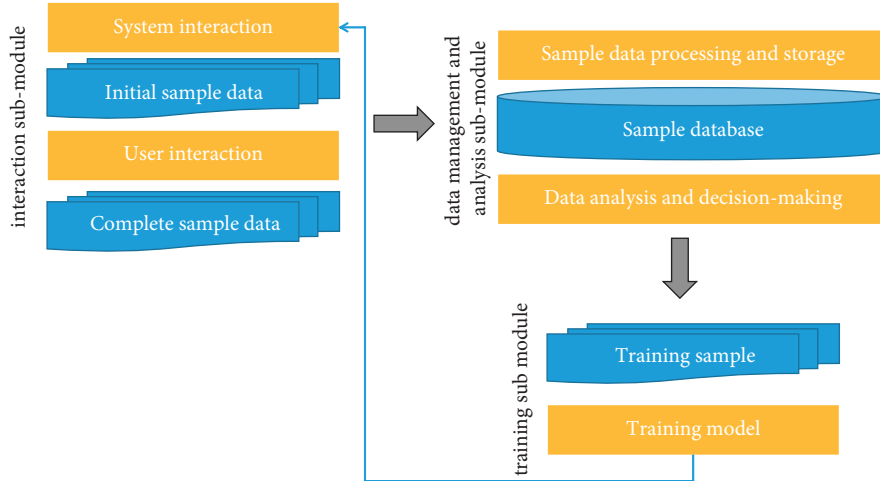 interaction sub-module
System interaction
Initial sample data
User interaction
Complete sample data
data management and
analysis sub-module
Sample data processing and storage
Sample database
Data analysis and decision-making
training sub module
Training sample
Training model